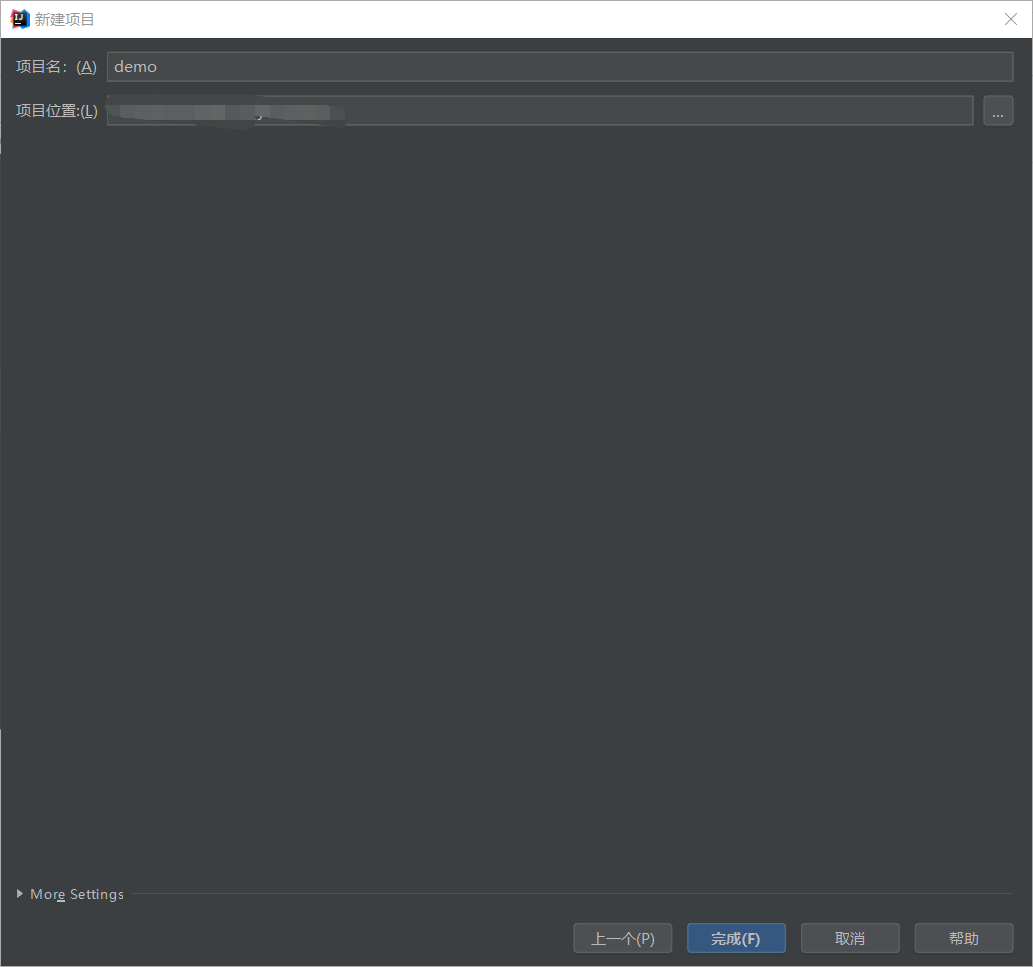 新建项目
项目名：(A) demo
项目位置:(L) ...
More Settings
上一个(P) 完成(F) 取消 帮助